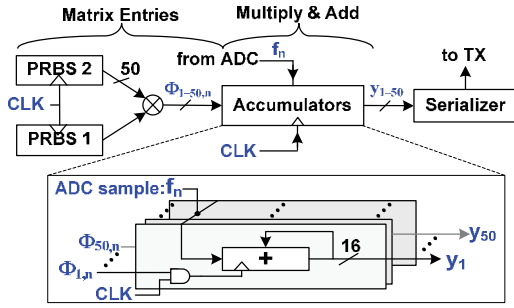 Matrix Entries
Multiply & Add
PRBS 2
50
from ADC
fn
to TX
CLK
Φ1–50,n
Accumulators
y1–50
Serializer
PRBS 1
CLK
ADC sample:fn
Φ50,n
+
16
y50
Φ1,n
y1
CLK